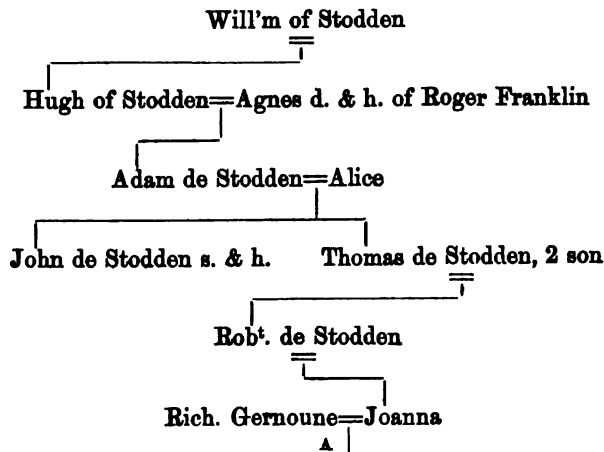 Will'm of Stodden
Hugh of Stodden=Agnes d. & h. of Roger Franklin
Adam de Stodden=Alice
John de Stodden s. & h. Thomas de Stodden, 2 son
Robᵗ. de Stodden
Rich. Gernoune=Joanna
A